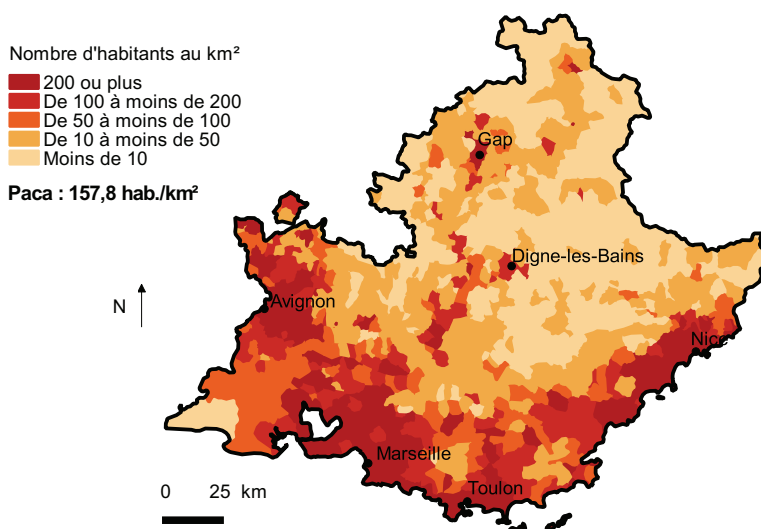 Nombre d'habitants au km²
200 ou plus
De 100 à moins de 200
De 50 à moins de 100
De 10 à moins de 50
Moins de 10
Paca : 157,8 hab./km²
Gap
Digne-les-Bains
N
Avignon
Nice
Marseille
Toulon
0 25 km